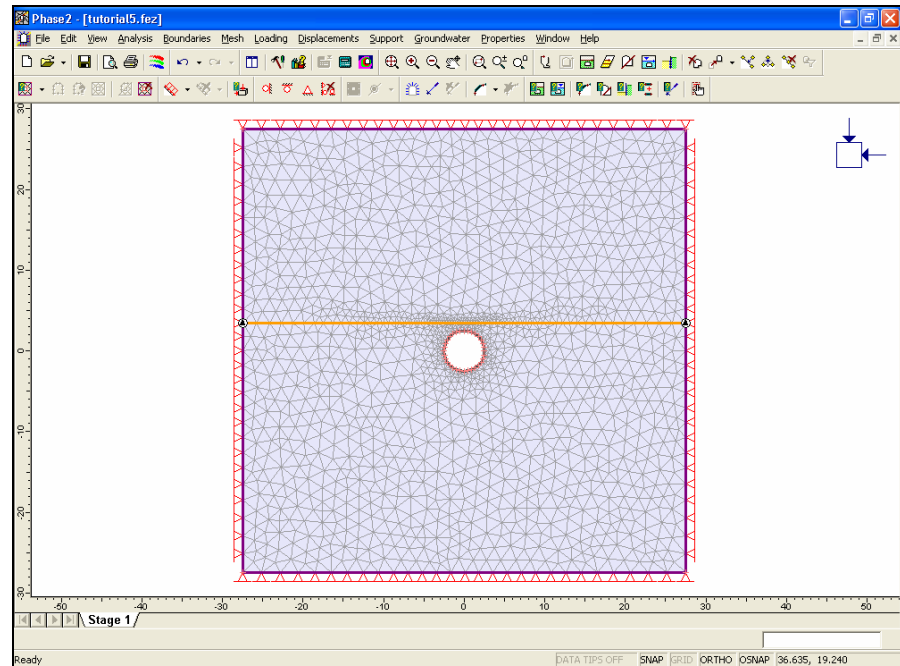 Phase2 - [tutorial5.fez]
File Edit View Analysis Boundaries Mesh Loading Displacements Support Groundwater Properties Window Help
30
20
10
0
-10
-20
-30
-50 -40 -30 -20 -10 0 10 20 30 40 50
Stage 1
Ready DATA TIPS OFF SNAP GRID ORTHO OSNAP 36.635, 19.240